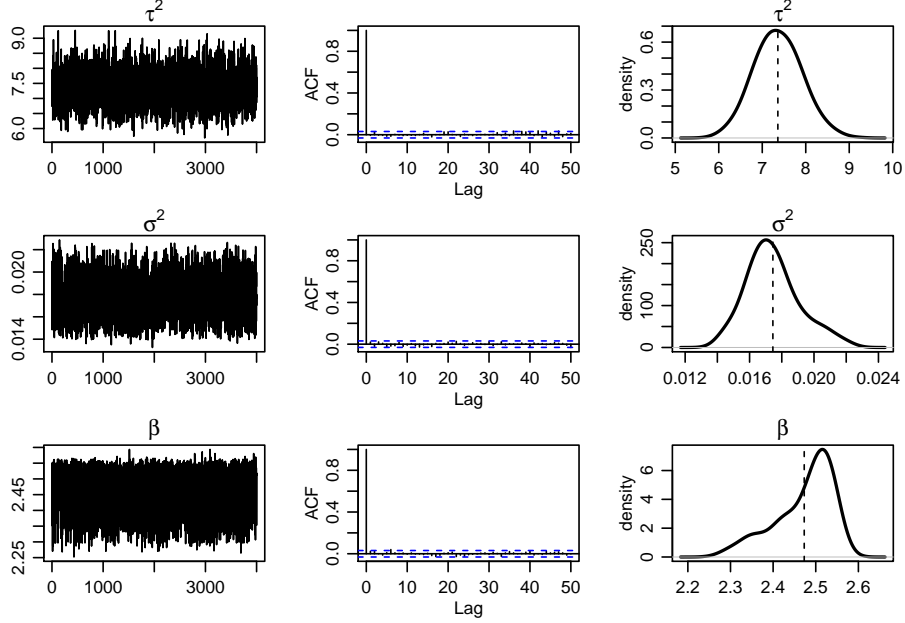 τ² τ²
6.0 7.5 9.0
0 1000 3000
ACF
0.0 0.4 0.8
0 10 20 30 40 50
Lag
density
0.0 0.3 0.6
5 6 7 8 9 10
σ² σ²
0.014 0.020
0 1000 3000
ACF
0.0 0.4 0.8
0 10 20 30 40 50
Lag
density
0 100 250
0.012 0.016 0.020 0.024
β β
2.25 2.45
0 1000 3000
ACF
0.0 0.4 0.8
0 10 20 30 40 50
Lag
density
0 2 4 6
2.2 2.3 2.4 2.5 2.6